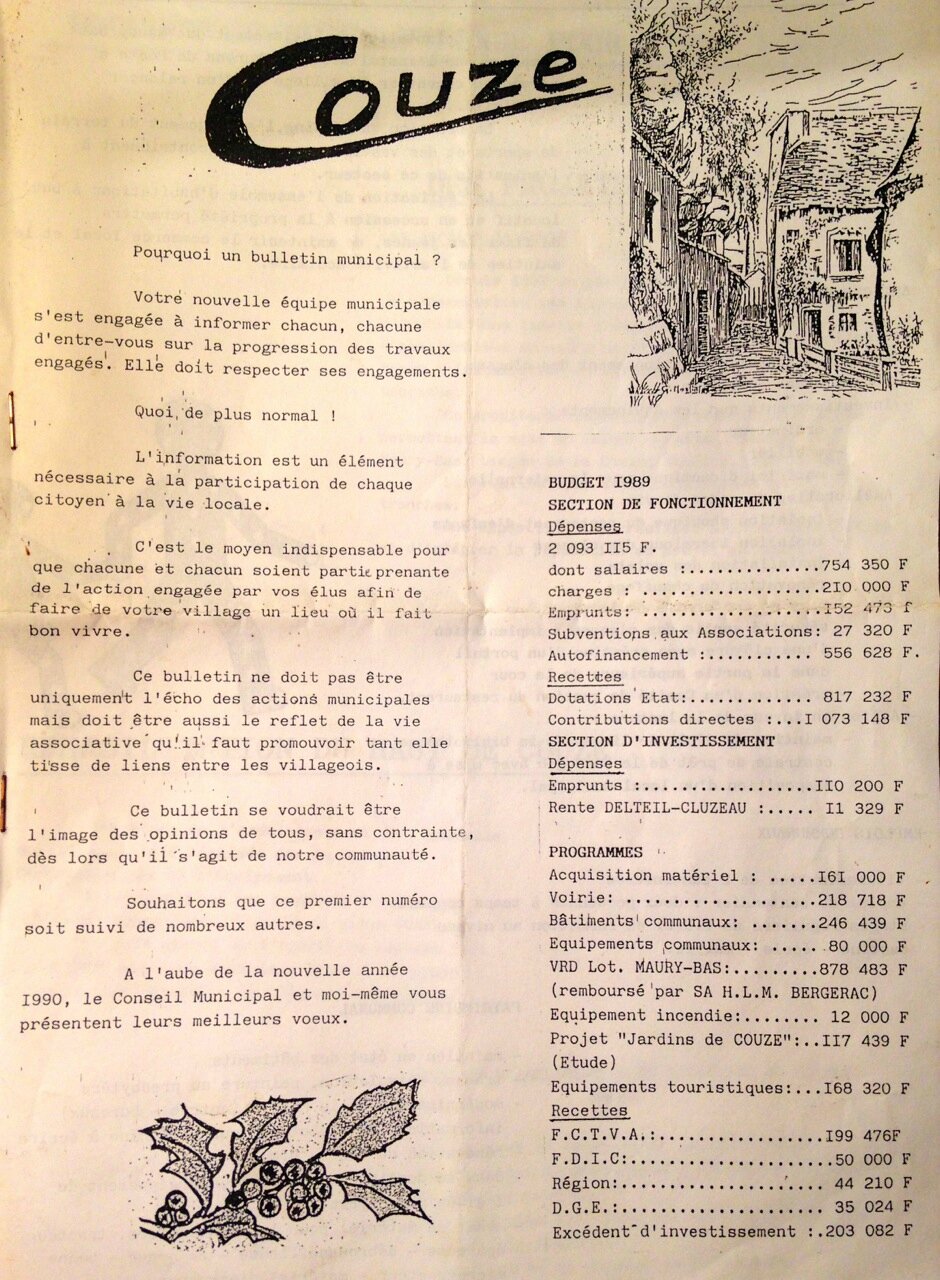 Couze
Pourquoi un bulletin municipal ?
Votre nouvelle équipe municipale
s'est engagée à informer chacun, chacune
d'entre-vous sur la progression des travaux
engagés. Elle doit respecter ses engagements.
Quoi de plus normal !
L'information est un élément
nécessaire à la participation de chaque
citoyen à la vie locale.
C'est le moyen indispensable pour
que chacune et chacun soient partie prenante
de l'action engagée par vos élus afin de
faire de votre village un lieu où il fait
bon vivre.
Ce bulletin ne doit pas être
uniquement l'écho des actions municipales
mais doit être aussi le reflet de la vie
associative qu'il faut promouvoir tant elle
tisse de liens entre les villageois.
Ce bulletin se voudrait être
l'image des opinions de tous, sans contrainte,
dès lors qu'il s'agit de notre communauté.
Souhaitons que ce premier numéro
soit suivi de nombreux autres.
A l'aube de la nouvelle année
I990, le Conseil Municipal et moi-même vous
présentent leurs meilleurs voeux.
BUDGET I989
SECTION DE FONCTIONNEMENT
Dépenses
2 093 II5 F.
dont salaires :..............754 350 F
charges : ...................2I0 000 F
Emprunts: ...................I52 473 f
Subventions aux Associations: 27 320 F
Autofinancement :........... 556 628 F.
Recettes
Dotations Etat:............. 817 232 F
Contributions directes :...I 073 148 F
SECTION D'INVESTISSEMENT
Dépenses
Emprunts :..................II0 200 F
Rente DELTEIL-CLUZEAU :..... I1 329 F
PROGRAMMES
Acquisition matériel : .....I6I 000 F
Voirie: ....................218 718 F
Bâtiments communaux: .......246 439 F
Equipements communaux: ..... 80 000 F
VRD Lot. MAURY-BAS:.........878 483 F
(remboursé par SA H.L.M. BERGERAC)
Equipement incendie:........ 12 000 F
Projet "Jardins de COUZE":..II7 439 F
(Etude)
Equipements touristiques:...I68 320 F
Recettes
F.C.T.V.A.:.................I99 476F
F.D.I.C:.....................50 000 F
Région:..................... 44 210 F
D.G.E.:..................... 35 024 F
Excédent d'investissement :.203 082 F